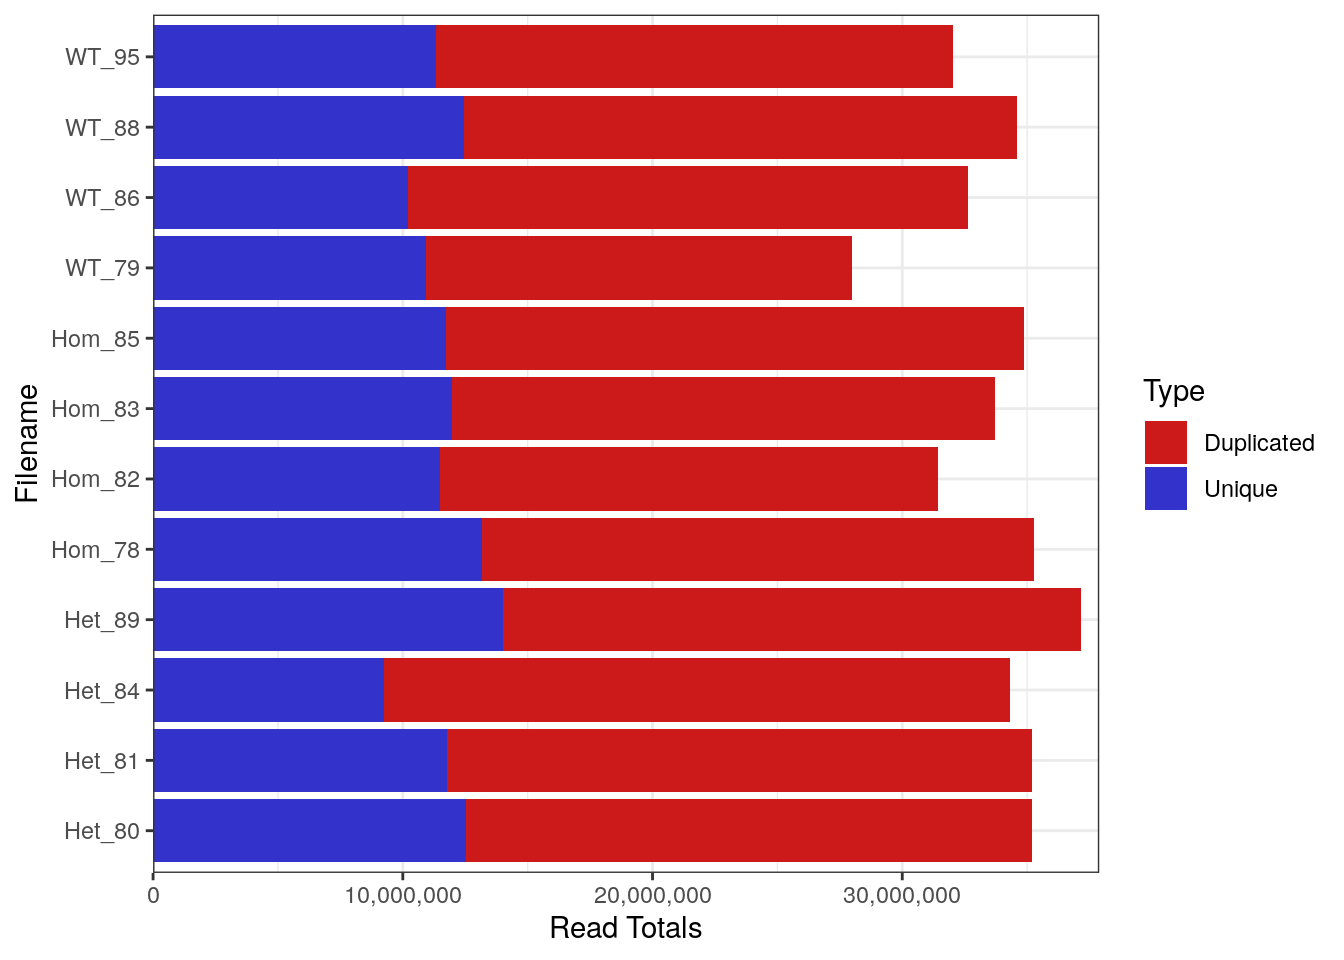 WT_95
WT_88
WT_86
WT_79
Hom_85
Hom_83
Hom_82
Hom_78
Het_89
Het_84
Het_81
Het_80
Filename
0 10,000,000 20,000,000 30,000,000
Read Totals
Type
Duplicated
Unique